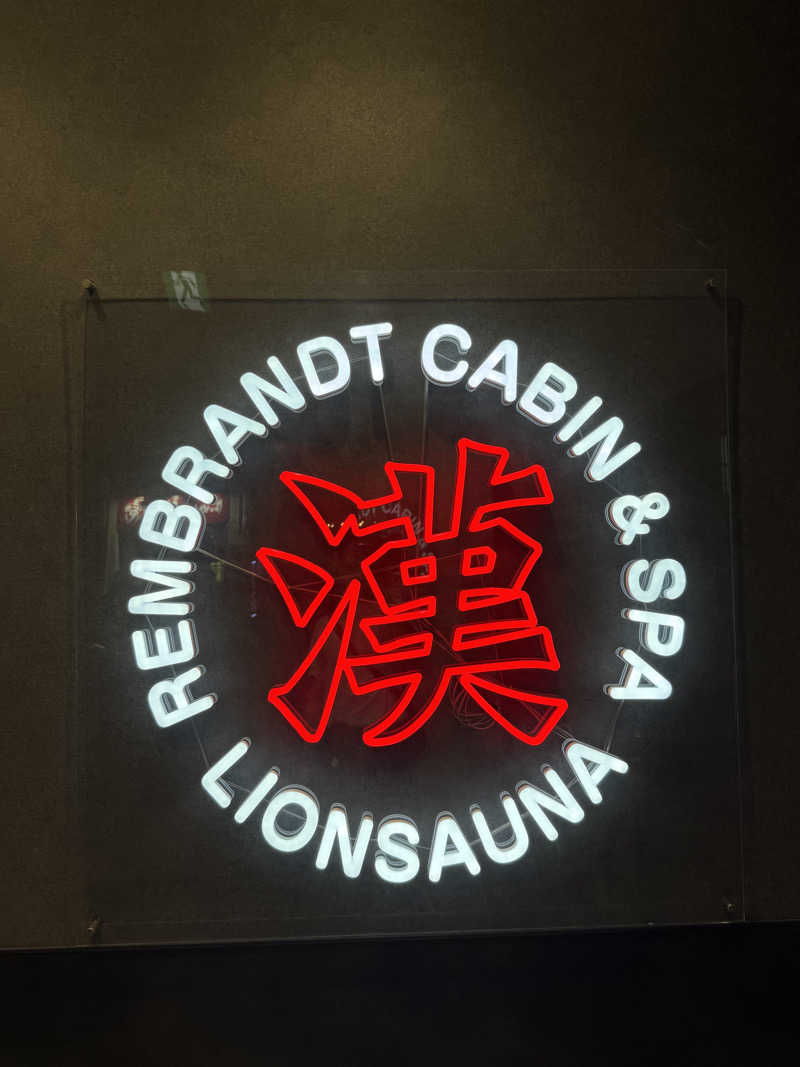 REMBRANDT CABIN & SPA
漢
LIONSAUNA